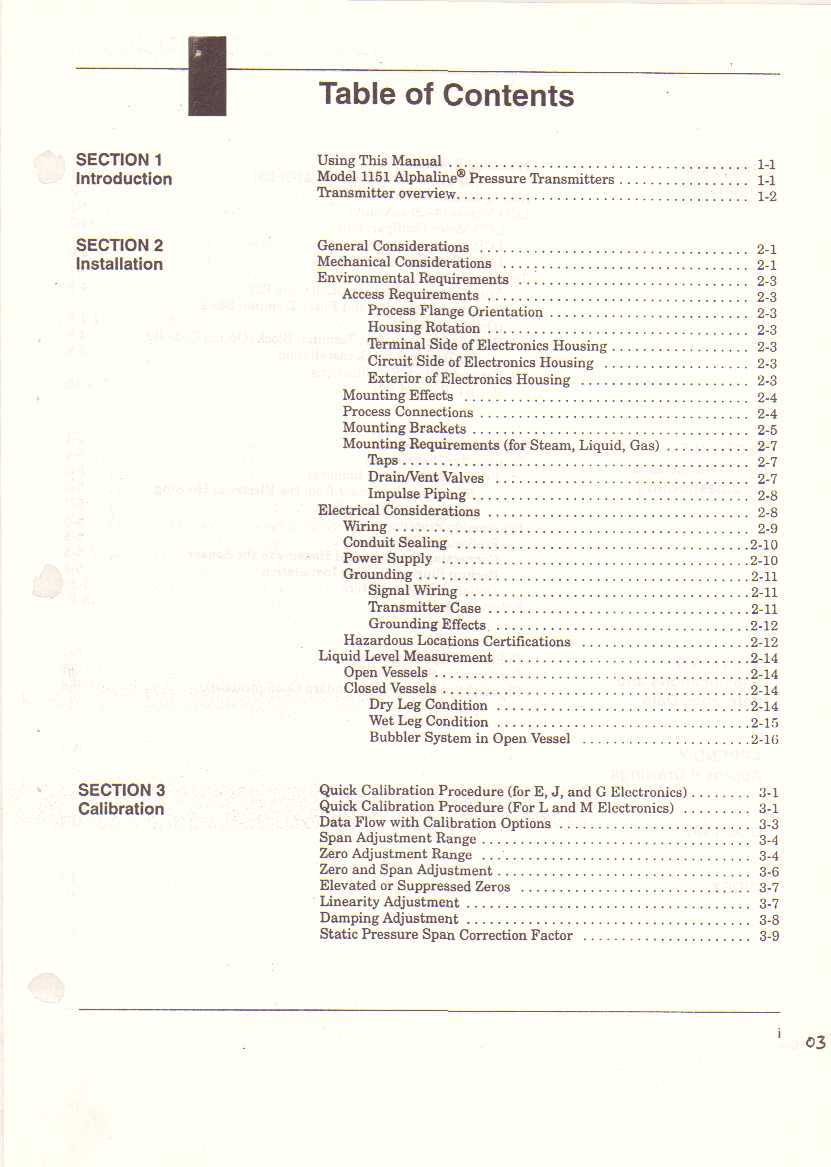 Table of Contents
SECTION 1
Introduction
Using This Manual . . . . . . . . . . . . . . . . . . . . 1-1
Model 1151 Alphaline® Pressure Transmitters . . . . . . . . . . 1-1
Transmitter overview. . . . . . . . . . . . . . . . . . . . 1-2
SECTION 2
Installation
General Considerations . . . . . . . . . . . . . . . . . . . . 2-1
Mechanical Considerations . . . . . . . . . . . . . . . . . . . . 2-1
Environmental Requirements . . . . . . . . . . . . . . . . . . . . 2-3
Access Requirements . . . . . . . . . . . . . . . . . . . . 2-3
Process Flange Orientation . . . . . . . . . . . . . . . 2-3
Housing Rotation . . . . . . . . . . . . . . . . . . . . 2-3
Terminal Side of Electronics Housing . . . . . . . . . . 2-3
Circuit Side of Electronics Housing . . . . . . . . . . 2-3
Exterior of Electronics Housing . . . . . . . . . . 2-3
Mounting Effects . . . . . . . . . . . . . . . . . . . . 2-4
Process Connections . . . . . . . . . . . . . . . . . . . . 2-4
Mounting Brackets . . . . . . . . . . . . . . . . . . . . 2-5
Mounting Requirements (for Steam, Liquid, Gas) . . . . . . . . . . . 2-7
Taps . . . . . . . . . . . . . . . . . . . . 2-7
Drain/Vent Valves . . . . . . . . . . . . . . . . . . . . 2-7
Impulse Piping . . . . . . . . . . . . . . . . . . . . 2-8
Electrical Considerations . . . . . . . . . . . . . . . . . . . . 2-8
Wiring . . . . . . . . . . . . . . . . . . . . 2-9
Conduit Sealing . . . . . . . . . . . . . . . . . . . . 2-10
Power Supply . . . . . . . . . . . . . . . . . . . . 2-10
Grounding . . . . . . . . . . . . . . . . . . . . 2-11
Signal Wiring . . . . . . . . . . . . . . . . . . . . 2-11
Transmitter Case . . . . . . . . . . . . . . . . . . . . 2-11
Grounding Effects . . . . . . . . . . . . . . . . . . . . 2-12
Hazardous Locations Certifications . . . . . . . . . . . . . . . 2-12
Liquid Level Measurement . . . . . . . . . . . . . . . . . . . . 2-14
Open Vessels . . . . . . . . . . . . . . . . . . . . 2-14
Closed Vessels . . . . . . . . . . . . . . . . . . . . 2-14
Dry Leg Condition . . . . . . . . . . . . . . . . . . . . 2-14
Wet Leg Condition . . . . . . . . . . . . . . . . . . . . 2-15
Bubbler System in Open Vessel . . . . . . . . . . . . . . . 2-16
SECTION 3
Calibration
Quick Calibration Procedure (for E, J, and G Electronics) . . . . . . . . 3-1
Quick Calibration Procedure (For L and M Electronics) . . . . . . . . . 3-1
Data Flow with Calibration Options . . . . . . . . . . . . . . . 3-3
Span Adjustment Range . . . . . . . . . . . . . . . . . . . . 3-4
Zero Adjustment Range . . . . . . . . . . . . . . . . . . . . 3-4
Zero and Span Adjustment . . . . . . . . . . . . . . . . . . . . 3-6
Elevated or Suppressed Zeros . . . . . . . . . . . . . . . . . . . . 3-7
Linearity Adjustment . . . . . . . . . . . . . . . . . . . . 3-7
Damping Adjustment . . . . . . . . . . . . . . . . . . . . 3-8
Static Pressure Span Correction Factor . . . . . . . . . . . . . . . 3-9
i
03